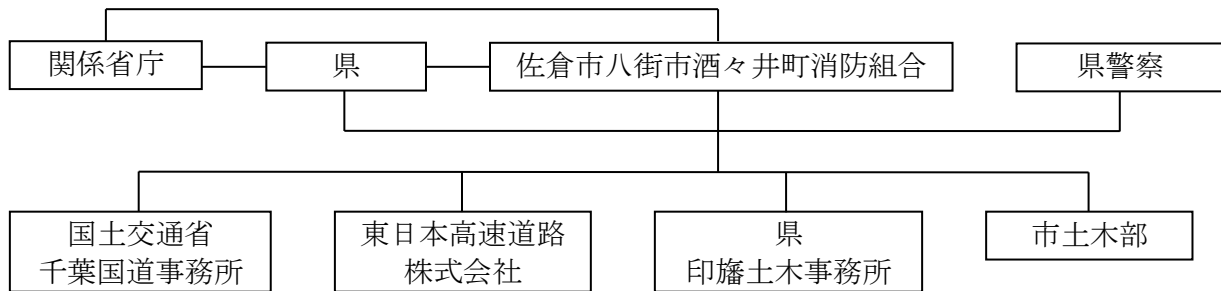 関係省庁
県
佐倉市八街市酒々井町消防組合
県警察
国土交通省
千葉国道事務所
東日本高速道路
株式会社
県
印旛土木事務所
市土木部